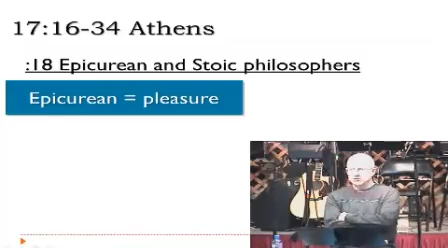 17:16-34 Athens
:18 Epicurean and Stoic philosophers
Epicurean = pleasure